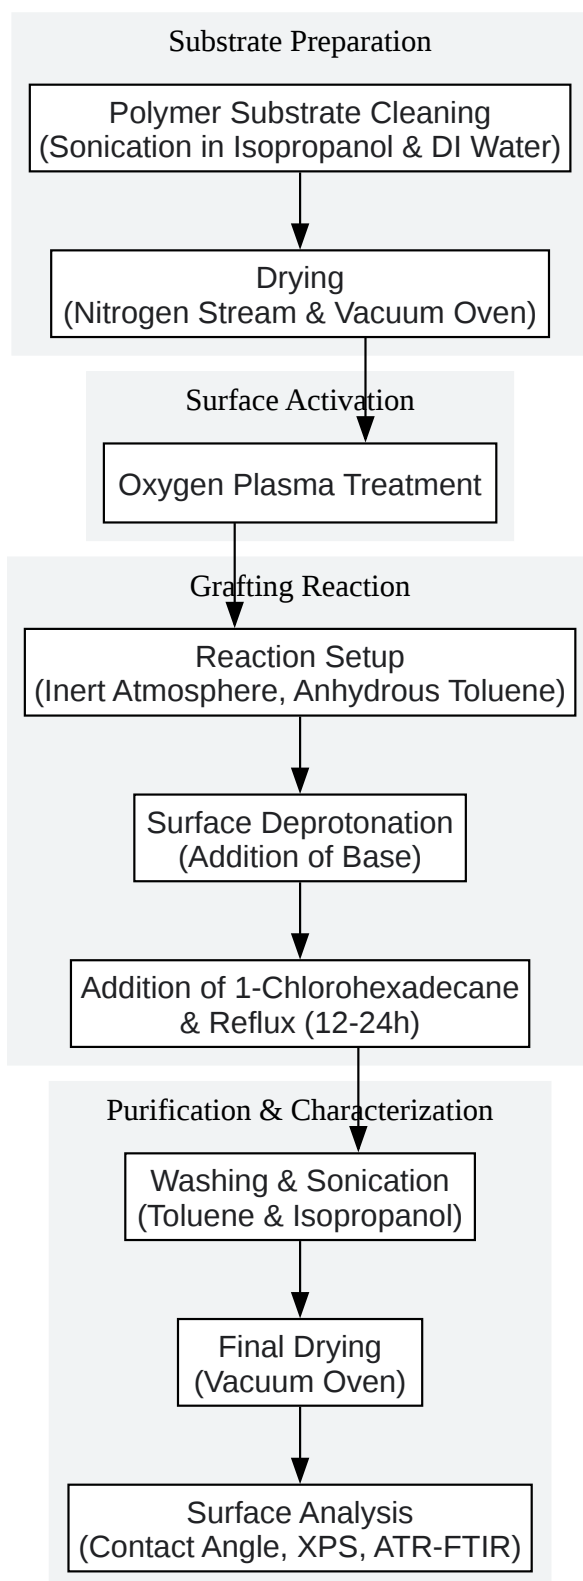 Substrate Preparation
Polymer Substrate Cleaning
(Sonication in Isopropanol & DI Water)
Drying
(Nitrogen Stream & Vacuum Oven)
Surface Activation
Oxygen Plasma Treatment
Grafting Reaction
Reaction Setup
(Inert Atmosphere, Anhydrous Toluene)
Surface Deprotonation
(Addition of Base)
Addition of 1-Chlorohexadecane
& Reflux (12-24h)
Purification & Characterization
Washing & Sonication
(Toluene & Isopropanol)
Final Drying
(Vacuum Oven)
Surface Analysis
(Contact Angle, XPS, ATR-FTIR)